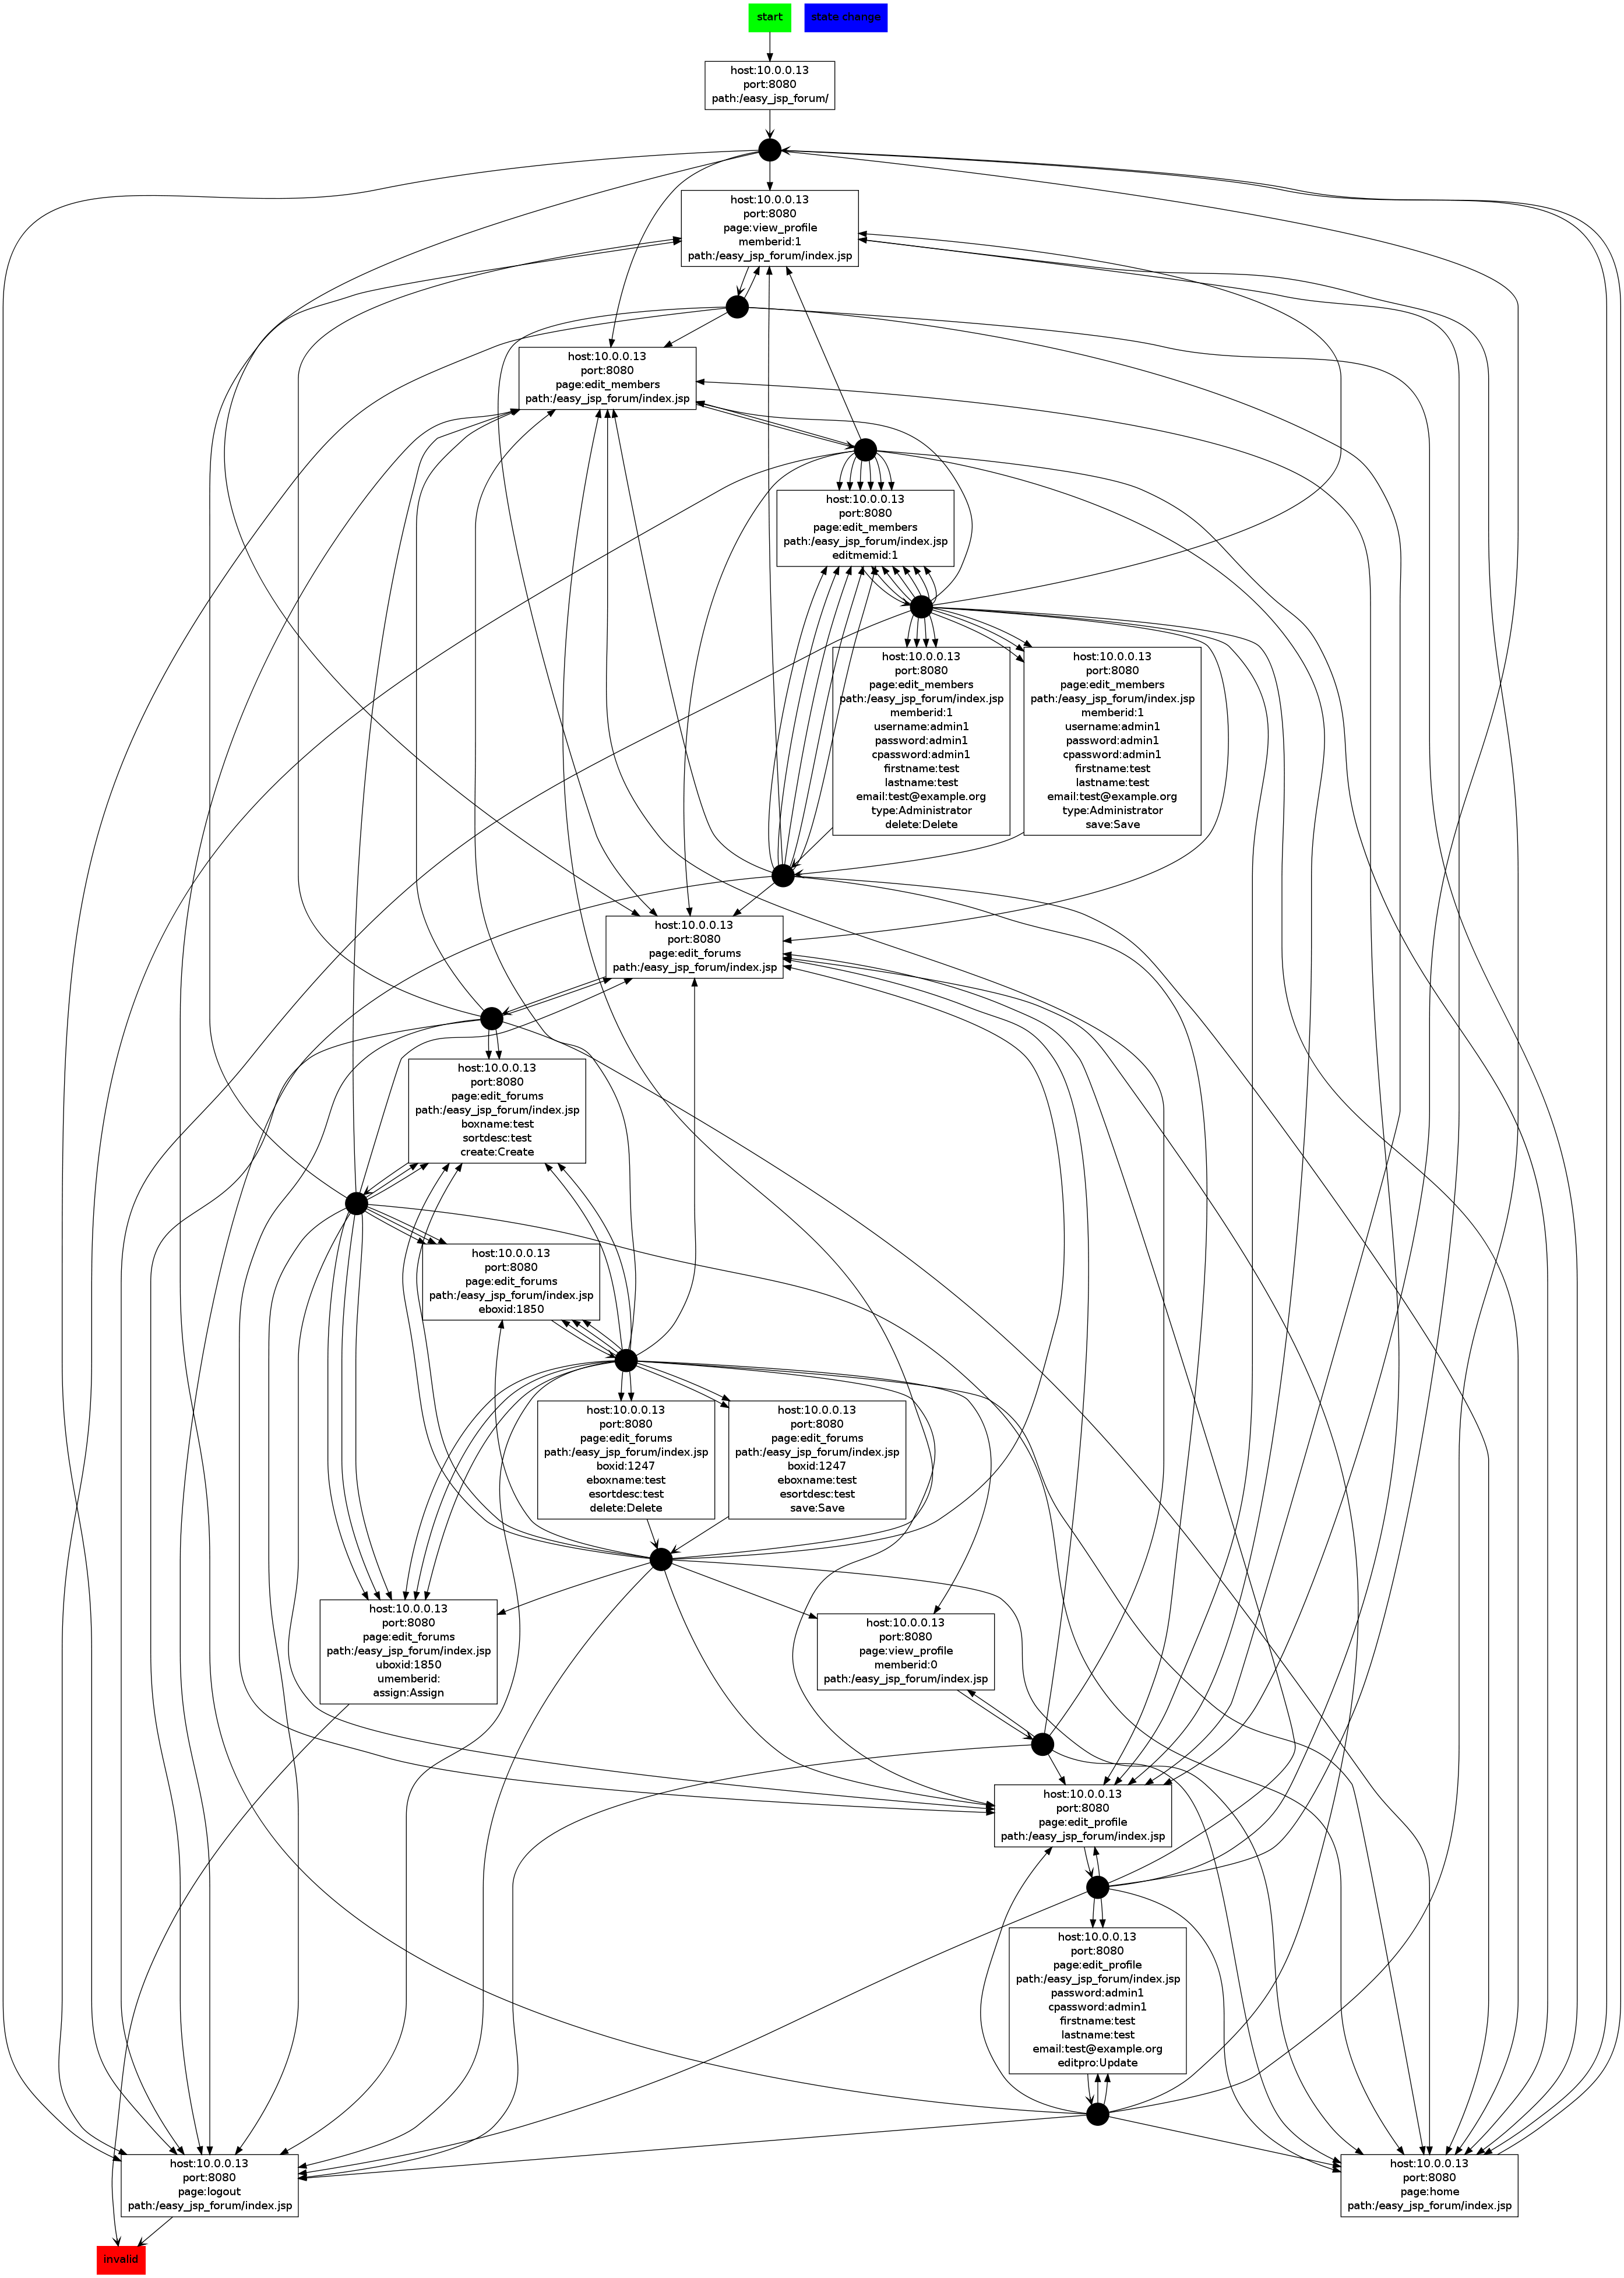 start
state change
host:10.0.0.13
port:8080
path:/easy_jsp_forum/
host:10.0.0.13
port:8080
page:view_profile
memberid:1
path:/easy_jsp_forum/index.jsp
host:10.0.0.13
port:8080
page:edit_members
path:/easy_jsp_forum/index.jsp
host:10.0.0.13
port:8080
page:edit_members
path:/easy_jsp_forum/index.jsp
editmemid:1
host:10.0.0.13
port:8080
page:edit_members
path:/easy_jsp_forum/index.jsp
memberid:1
username:admin1
password:admin1
cpassword:admin1
firstname:test
lastname:test
email:test@example.org
type:Administrator
delete:Delete
host:10.0.0.13
port:8080
page:edit_members
path:/easy_jsp_forum/index.jsp
memberid:1
username:admin1
password:admin1
cpassword:admin1
firstname:test
lastname:test
email:test@example.org
type:Administrator
save:Save
host:10.0.0.13
port:8080
page:edit_forums
path:/easy_jsp_forum/index.jsp
host:10.0.0.13
port:8080
page:edit_forums
path:/easy_jsp_forum/index.jsp
boxname:test
sortdesc:test
create:Create
host:10.0.0.13
port:8080
page:edit_forums
path:/easy_jsp_forum/index.jsp
eboxid:1850
host:10.0.0.13
port:8080
page:edit_forums
path:/easy_jsp_forum/index.jsp
boxid:1247
eboxname:test
esortdesc:test
delete:Delete
host:10.0.0.13
port:8080
page:edit_forums
path:/easy_jsp_forum/index.jsp
boxid:1247
eboxname:test
esortdesc:test
save:Save
host:10.0.0.13
port:8080
page:edit_forums
path:/easy_jsp_forum/index.jsp
uboxid:1850
umemberid:
assign:Assign
host:10.0.0.13
port:8080
page:view_profile
memberid:0
path:/easy_jsp_forum/index.jsp
host:10.0.0.13
port:8080
page:edit_profile
path:/easy_jsp_forum/index.jsp
host:10.0.0.13
port:8080
page:edit_profile
path:/easy_jsp_forum/index.jsp
password:admin1
cpassword:admin1
firstname:test
lastname:test
email:test@example.org
editpro:Update
host:10.0.0.13
port:8080
page:logout
path:/easy_jsp_forum/index.jsp
host:10.0.0.13
port:8080
page:home
path:/easy_jsp_forum/index.jsp
invalid